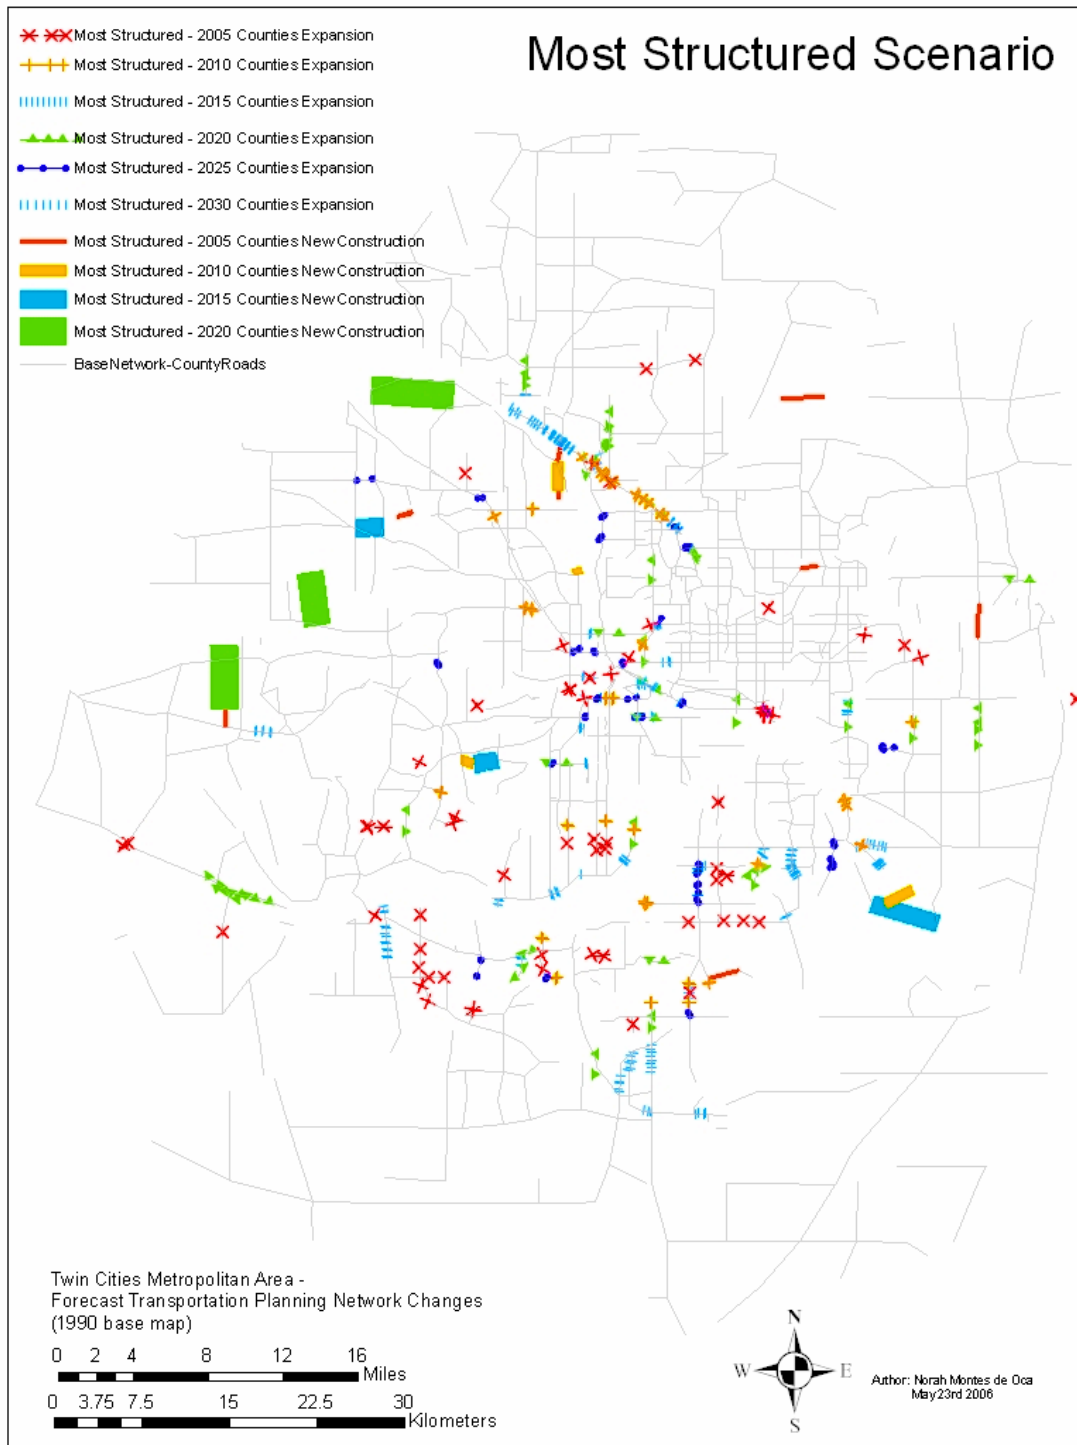 Most Structured Scenario
Most Structured - 2005 Counties Expansion
Most Structured - 2010 Counties Expansion
Most Structured - 2015 Counties Expansion
Most Structured - 2020 Counties Expansion
Most Structured - 2025 Counties Expansion
Most Structured - 2030 Counties Expansion
Most Structured - 2005 Counties New Construction
Most Structured - 2010 Counties New Construction
Most Structured - 2015 Counties New Construction
Most Structured - 2020 Counties New Construction
BaseNetwork-CountyRoads
Twin Cities Metropolitan Area -
Forecast Transportation Planning Network Changes
(1990 base map)
0 2 4 8 12 16
Miles
0 3.75 7.5 15 22.5 30
Kilometers
N
W E
S
Author: Norah Montes de Oca
May 23rd 2006